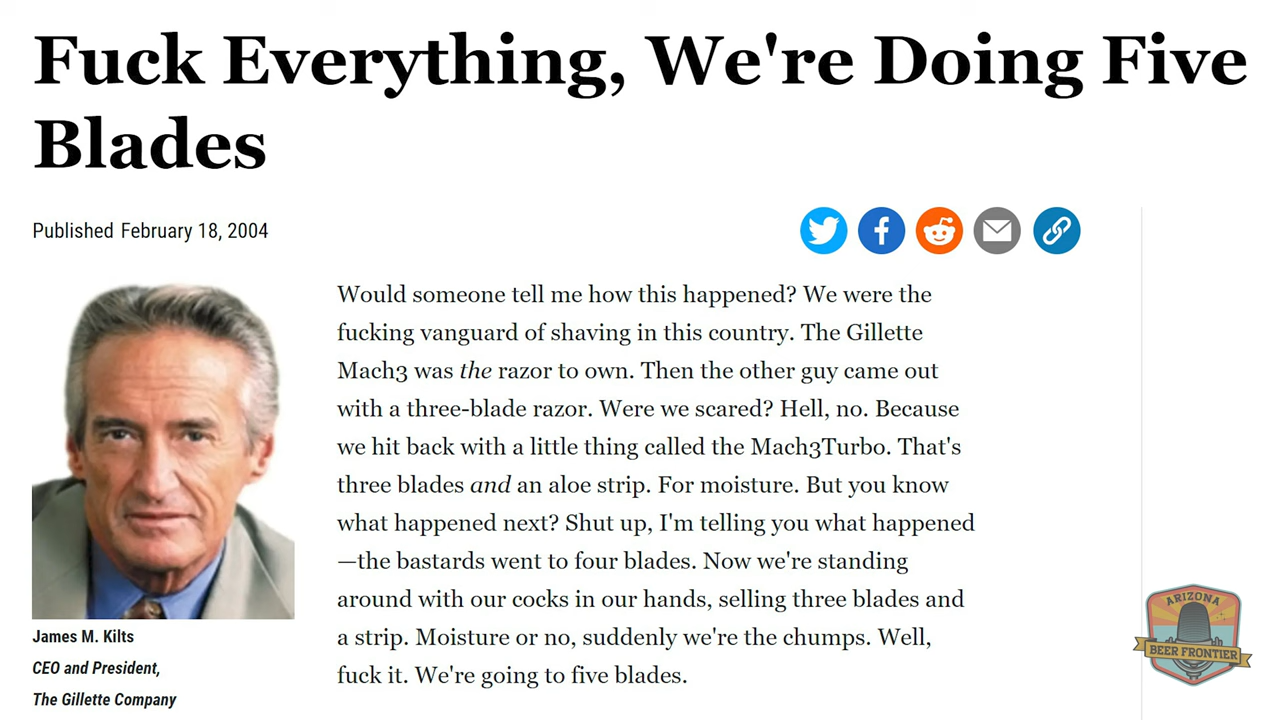 Fuck Everything, We're Doing Five
Blades
Published February 18, 2004
Would someone tell me how this happened? We were the
fucking vanguard of shaving in this country. The Gillette
Mach3 was the razor to own. Then the other guy came out
with a three-blade razor. Were we scared? Hell, no. Because
we hit back with a little thing called the Mach3Turbo. That's
three blades and an aloe strip. For moisture. But you know
what happened next? Shut up, I'm telling you what happened
—the bastards went to four blades. Now we're standing
around with our cocks in our hands, selling three blades and
a strip. Moisture or no, suddenly we're the chumps. Well,
fuck it. We're going to five blades.
James M. Kilts
CEO and President,
The Gillette Company
ARIZONA
BEER FRONTIER